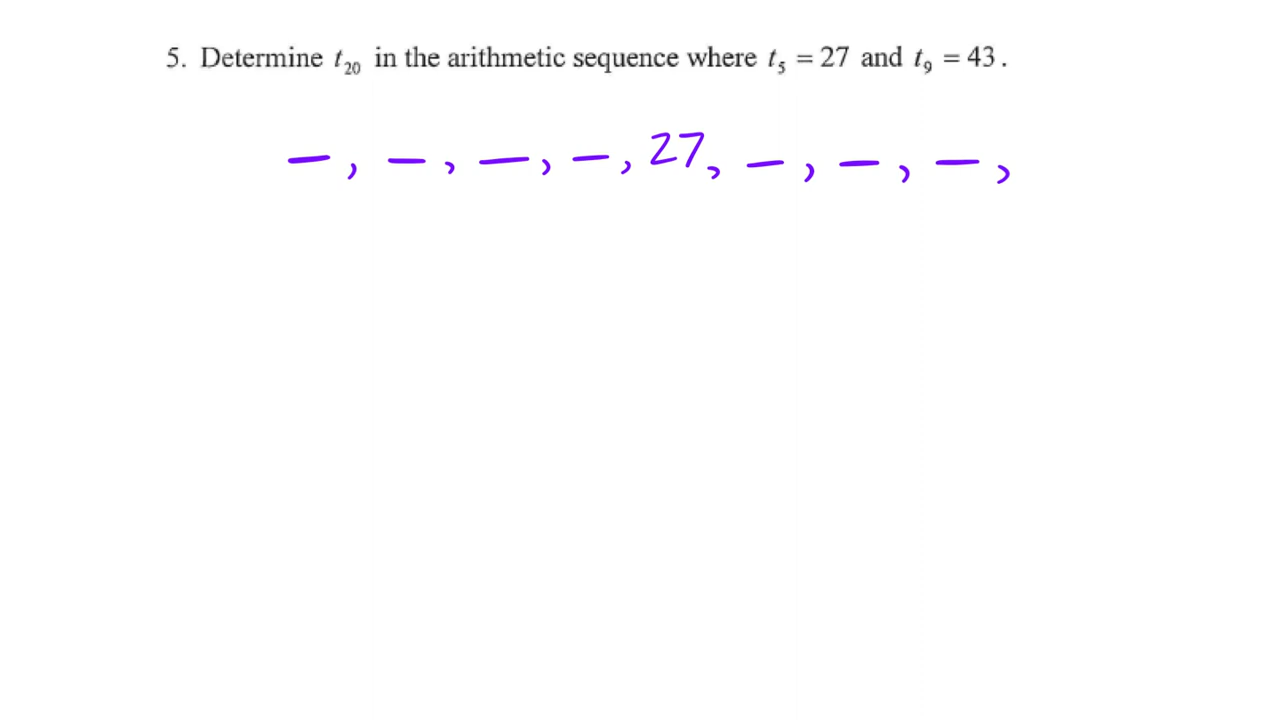 5. Determine t₂₀ in the arithmetic sequence where t₅ = 27 and t₉ = 43.
_, _, _, _, 27, _, _, _,